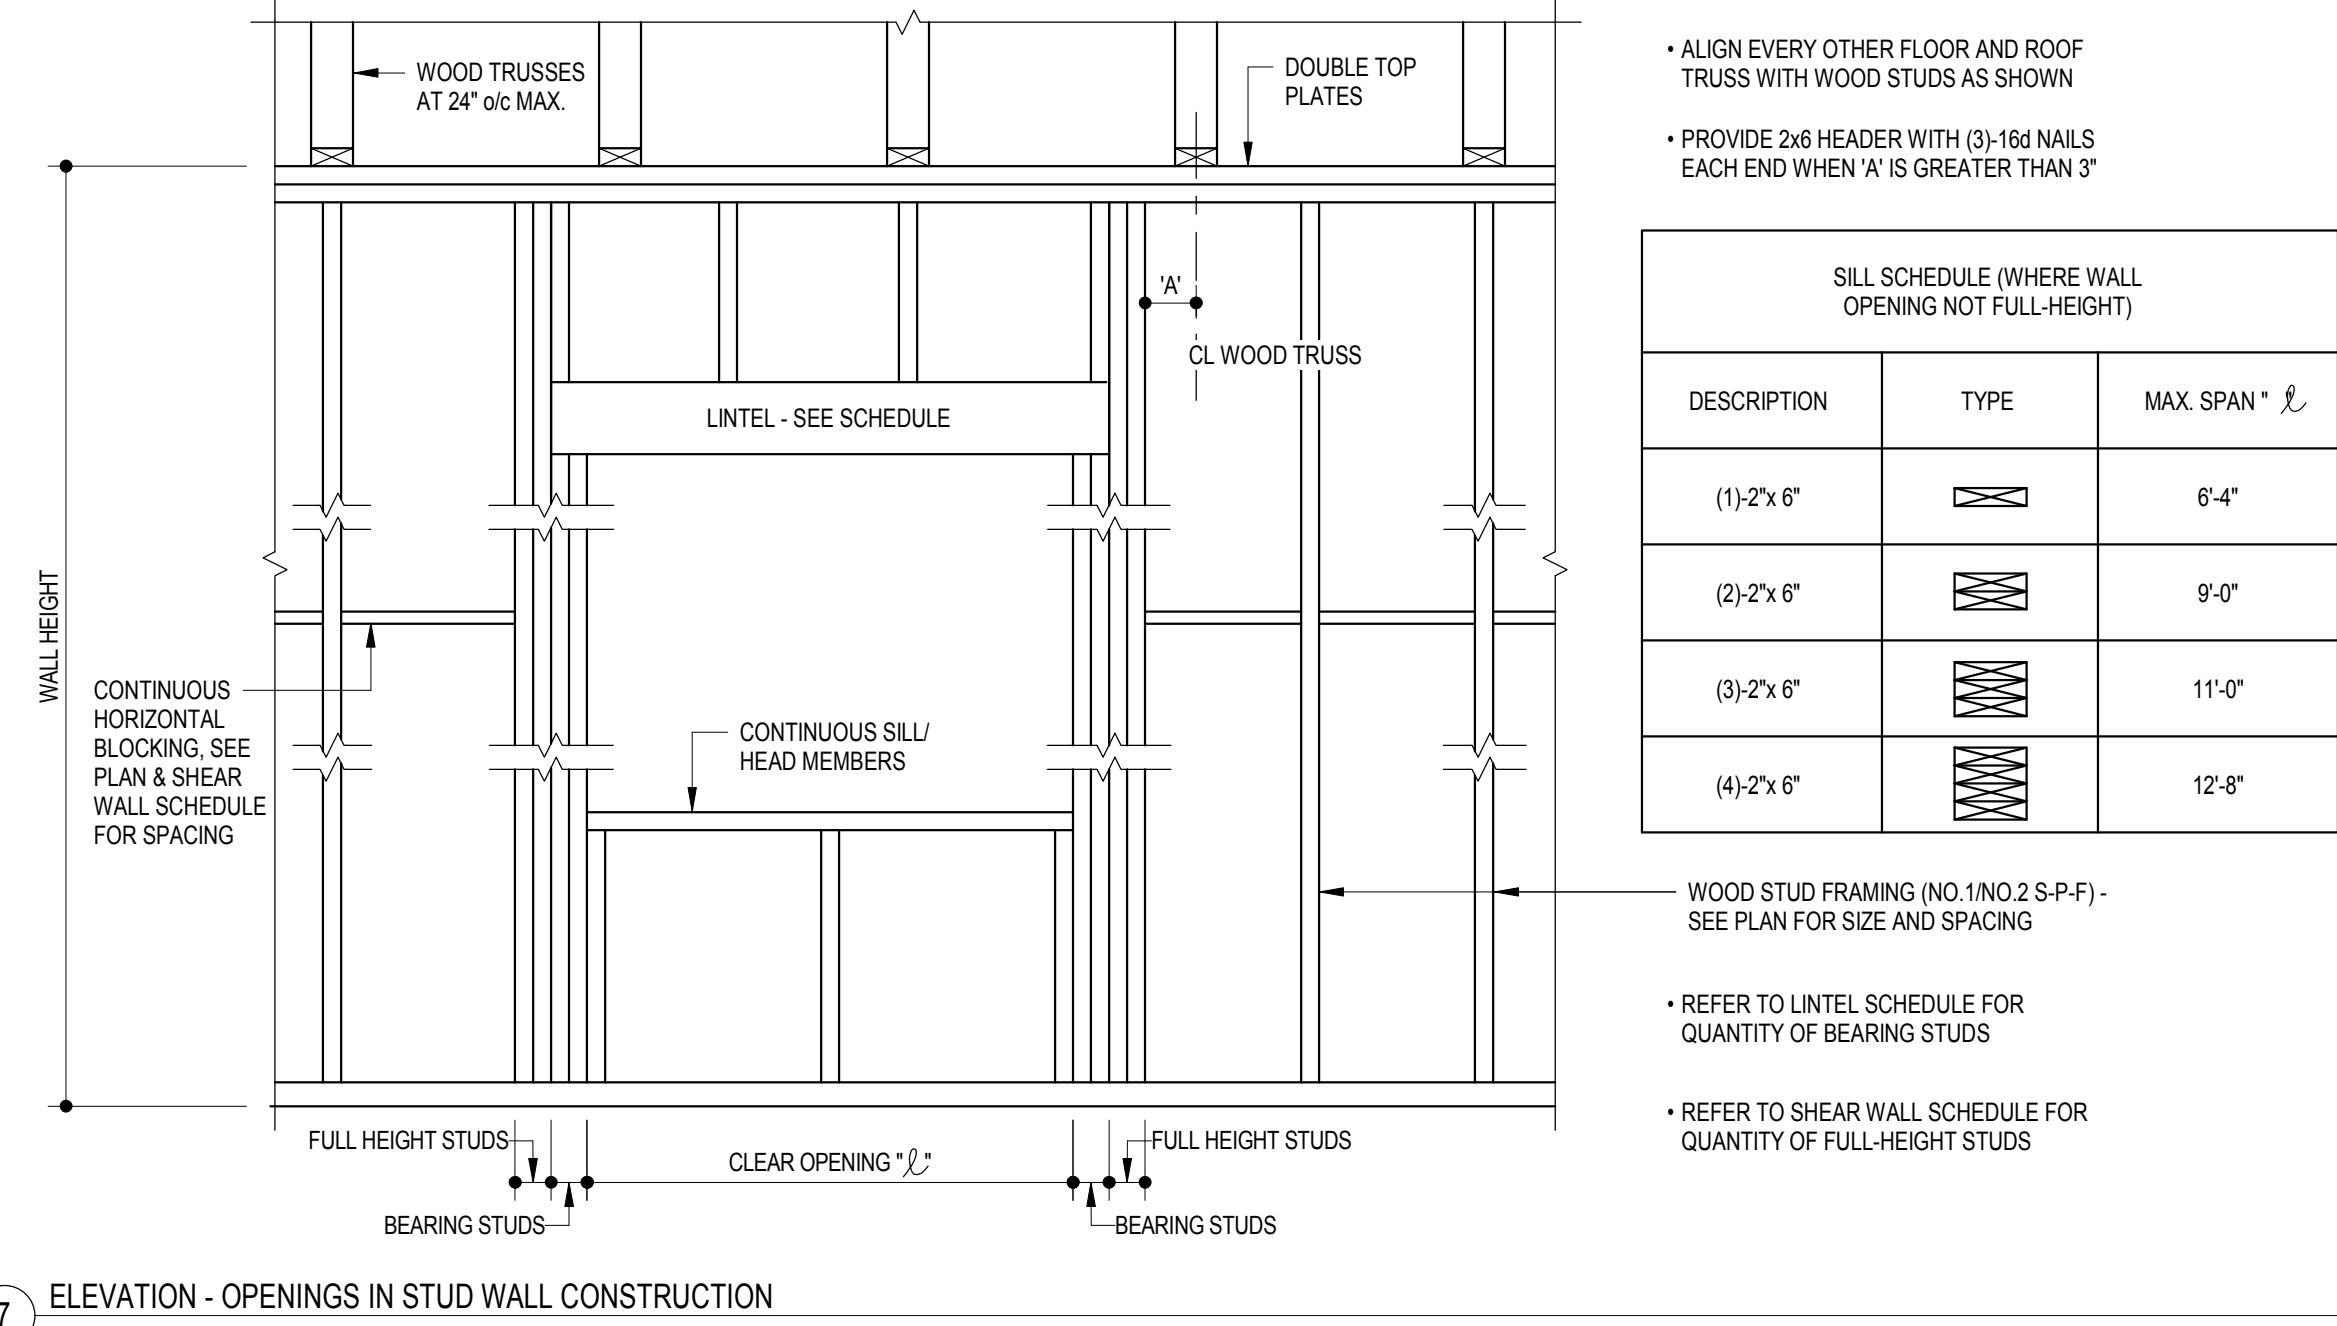 WOOD TRUSSES
AT 24" o/c MAX.
DOUBLE TOP
PLATES
• ALIGN EVERY OTHER FLOOR AND ROOF
TRUSS WITH WOOD STUDS AS SHOWN
• PROVIDE 2x6 HEADER WITH (3)-16d NAILS
EACH END WHEN 'A' IS GREATER THAN 3"
'A'
CL WOOD TRUSS
LINTEL - SEE SCHEDULE
SILL SCHEDULE (WHERE WALL
OPENING NOT FULL-HEIGHT)
DESCRIPTION TYPE MAX. SPAN "ℓ"
(1)-2"x 6" 6'-4"
(2)-2"x 6" 9'-0"
(3)-2"x 6" 11'-0"
(4)-2"x 6" 12'-8"
WALL HEIGHT
CONTINUOUS
HORIZONTAL
BLOCKING, SEE
PLAN & SHEAR
WALL SCHEDULE
FOR SPACING
CONTINUOUS SILL/
HEAD MEMBERS
WOOD STUD FRAMING (NO.1/NO.2 S-P-F) -
SEE PLAN FOR SIZE AND SPACING
• REFER TO LINTEL SCHEDULE FOR
QUANTITY OF BEARING STUDS
• REFER TO SHEAR WALL SCHEDULE FOR
QUANTITY OF FULL-HEIGHT STUDS
FULL HEIGHT STUDS
CLEAR OPENING "ℓ"
FULL HEIGHT STUDS
BEARING STUDS
BEARING STUDS
7
ELEVATION - OPENINGS IN STUD WALL CONSTRUCTION